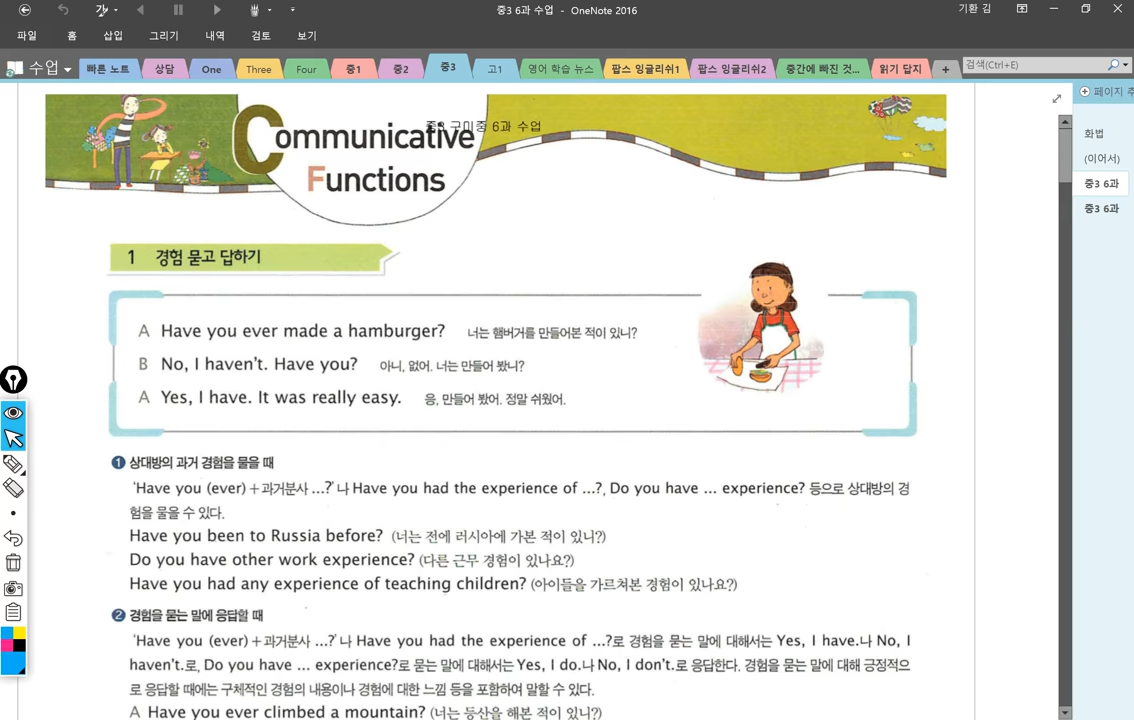 중3 6과 수업 - OneNote 2016
기환 김
파일 홈 삽입 그리기 내역 검토 보기
수업 빠른 노트 상담 One Three Four 중1 중2 중3 고1 영어 학습 뉴스 팝스 잉글리쉬1 팝스 잉글리쉬2 중간에 빠진 것... 읽기 답지 + 검색(Ctrl+E)
페이지 추
화법
(이어서)
중3 6과
중3 6과
중3 구미중 6과 수업
Communicative
Functions
1 경험 묻고 답하기
A Have you ever made a hamburger? 너는 햄버거를 만들어본 적이 있니?
B No, I haven't. Have you? 아니, 없어. 너는 만들어 봤니?
A Yes, I have. It was really easy. 응, 만들어 봤어. 정말 쉬웠어.
1 상대방의 과거 경험을 물을 때
'Have you (ever) + 과거분사 ...?'나 Have you had the experience of ...?, Do you have ... experience? 등으로 상대방의 경
험을 물을 수 있다.
Have you been to Russia before? (너는 전에 러시아에 가본 적이 있니?)
Do you have other work experience? (다른 근무 경험이 있나요?)
Have you had any experience of teaching children? (아이들을 가르쳐본 경험이 있나요?)
2 경험을 묻는 말에 응답할 때
'Have you (ever) + 과거분사 ...?'나 Have you had the experience of ...?로 경험을 묻는 말에 대해서는 Yes, I have.나 No, I
haven't.로, Do you have ... experience?로 묻는 말에 대해서는 Yes, I do.나 No, I don't.로 응답한다. 경험을 묻는 말에 대해 긍정적으
로 응답할 때에는 구체적인 경험의 내용이나 경험에 대한 느낌 등을 포함하여 말할 수 있다.
A Have you ever climbed a mountain? (너는 등산을 해본 적이 있니?)